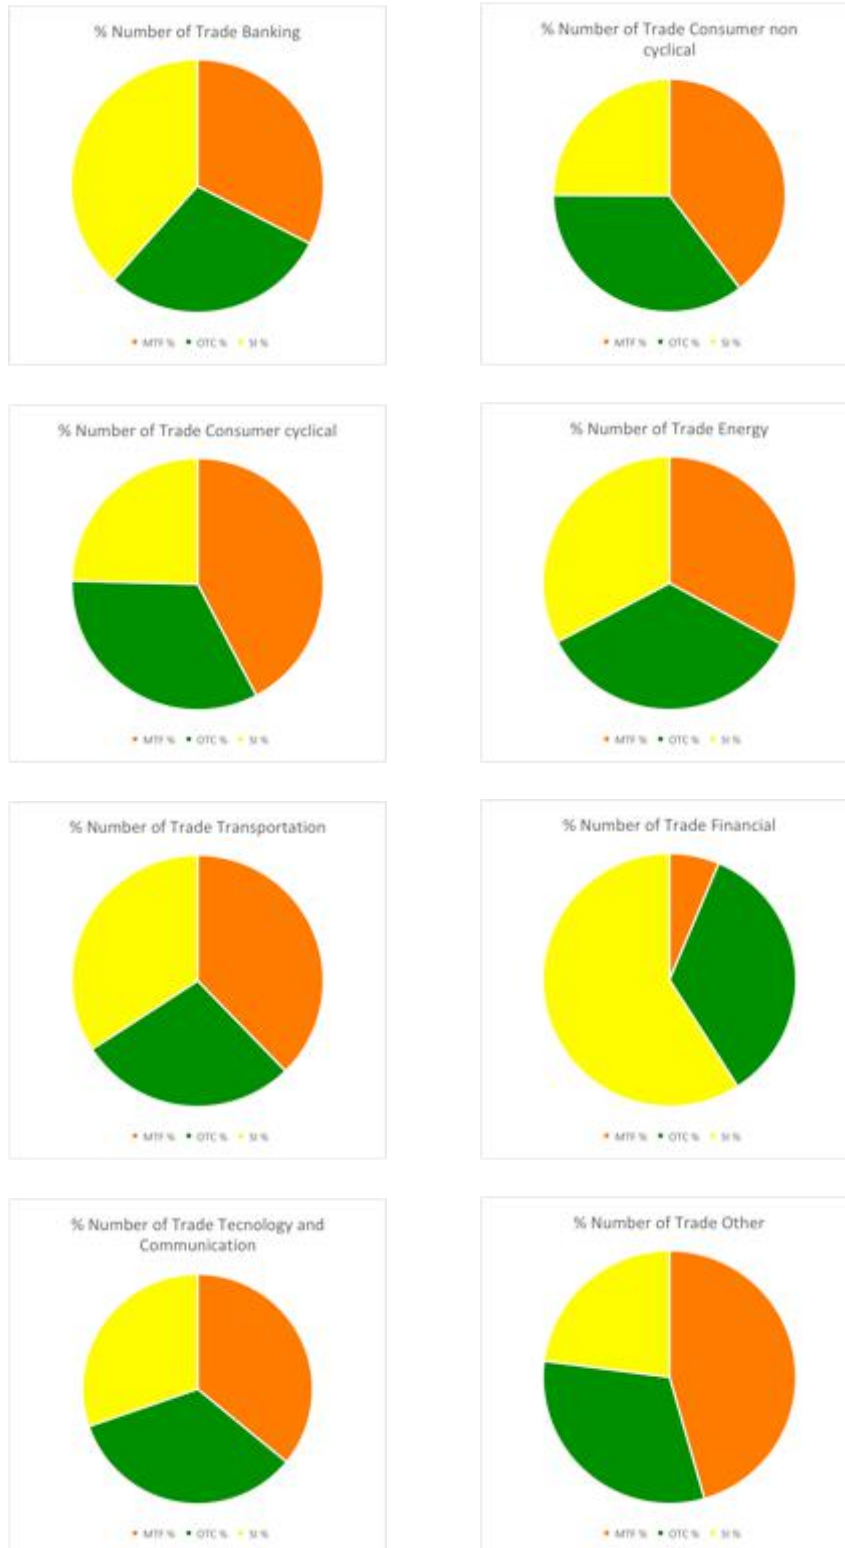 % Number of Trade Banking
MTF % OTC % SI %
% Number of Trade Consumer non
cyclical
MTF % OTC % SI %
% Number of Trade Consumer cyclical
MTF % OTC % SI %
% Number of Trade Energy
MTF % OTC % SI %
% Number of Trade Transportation
MTF % OTC % SI %
% Number of Trade Financial
MTF % OTC % SI %
% Number of Trade Tecnology and
Communication
MTF % OTC % SI %
% Number of Trade Other
MTF % OTC % SI %